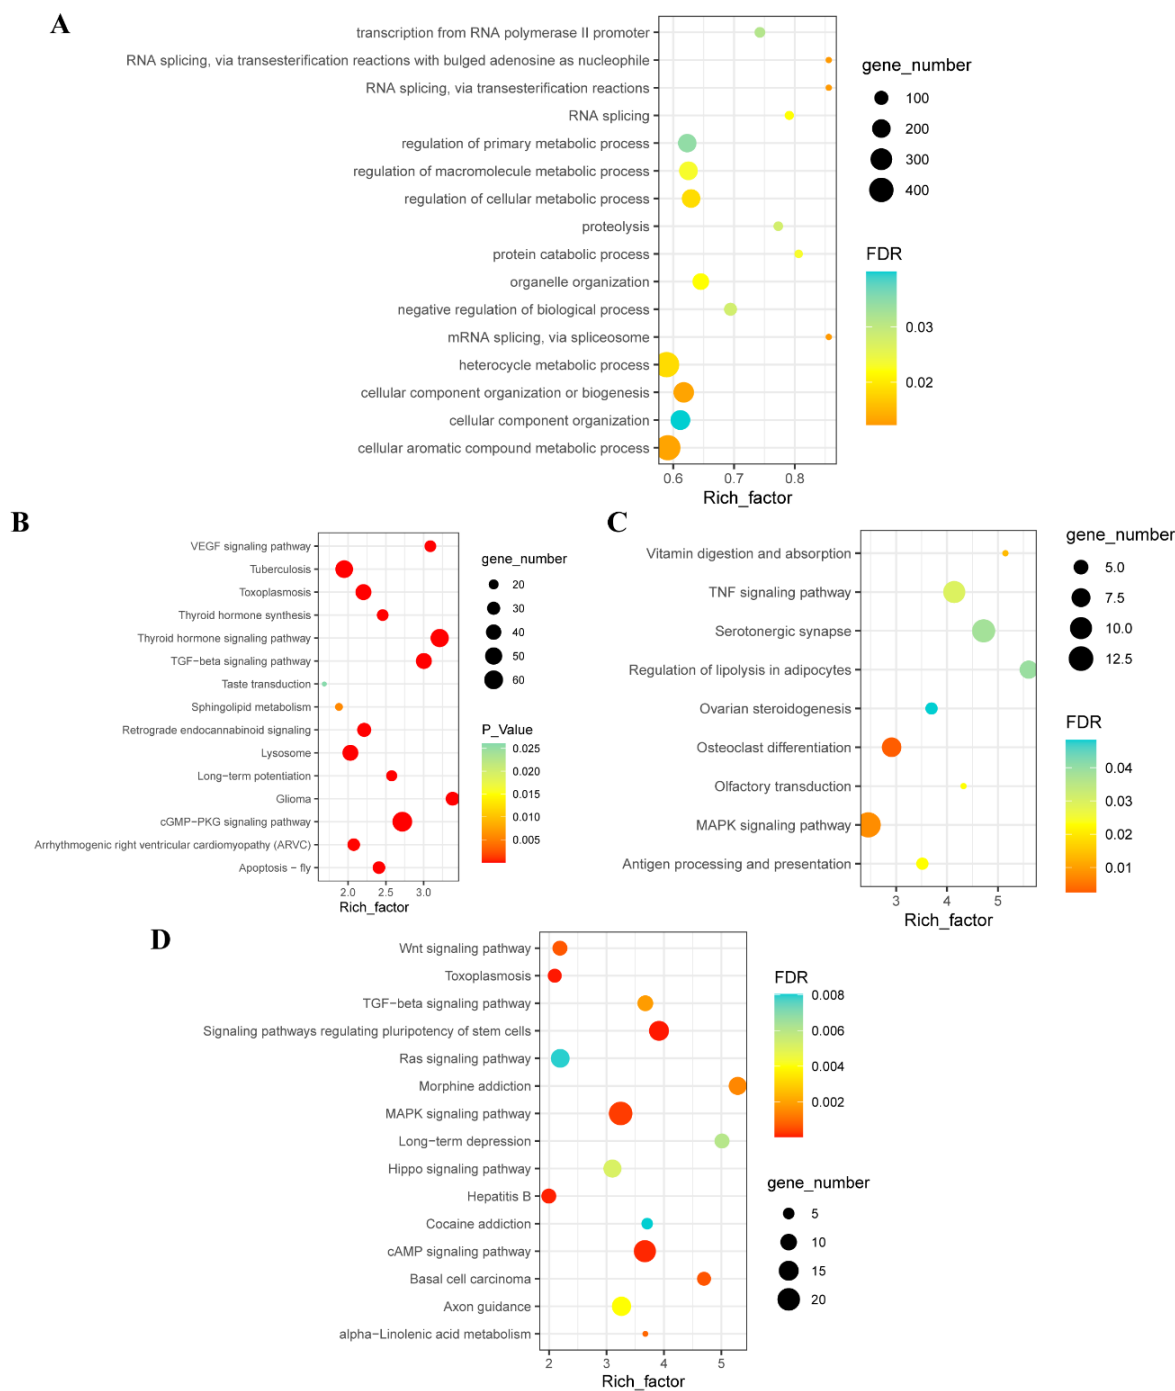 A
transcription from RNA polymerase II promoter
RNA splicing, via transesterification reactions with bulged adenosine as nucleophile
RNA splicing, via transesterification reactions
RNA splicing
regulation of primary metabolic process
regulation of macromolecule metabolic process
regulation of cellular metabolic process
proteolysis
protein catabolic process
organelle organization
negative regulation of biological process
mRNA splicing, via spliceosome
heterocycle metabolic process
cellular component organization or biogenesis
cellular component organization
cellular aromatic compound metabolic process
0.6 0.7 0.8
Rich_factor
gene_number
100
200
300
400
FDR
0.03
0.02
B
VEGF signaling pathway
Tuberculosis
Toxoplasmosis
Thyroid hormone synthesis
Thyroid hormone signaling pathway
TGF−beta signaling pathway
Taste transduction
Sphingolipid metabolism
Retrograde endocannabinoid signaling
Lysosome
Long−term potentiation
Glioma
cGMP−PKG signaling pathway
Arrhythmogenic right ventricular cardiomyopathy (ARVC)
Apoptosis − fly
2.0 2.5 3.0
Rich_factor
gene_number
20
30
40
50
60
P_Value
0.025
0.020
0.015
0.010
0.005
C
Vitamin digestion and absorption
TNF signaling pathway
Serotonergic synapse
Regulation of lipolysis in adipocytes
Ovarian steroidogenesis
Osteoclast differentiation
Olfactory transduction
MAPK signaling pathway
Antigen processing and presentation
3 4 5
Rich_factor
gene_number
5.0
7.5
10.0
12.5
FDR
0.04
0.03
0.02
0.01
D
Wnt signaling pathway
Toxoplasmosis
TGF−beta signaling pathway
Signaling pathways regulating pluripotency of stem cells
Ras signaling pathway
Morphine addiction
MAPK signaling pathway
Long−term depression
Hippo signaling pathway
Hepatitis B
Cocaine addiction
cAMP signaling pathway
Basal cell carcinoma
Axon guidance
alpha−Linolenic acid metabolism
2 3 4 5
Rich_factor
FDR
0.008
0.006
0.004
0.002
gene_number
5
10
15
20